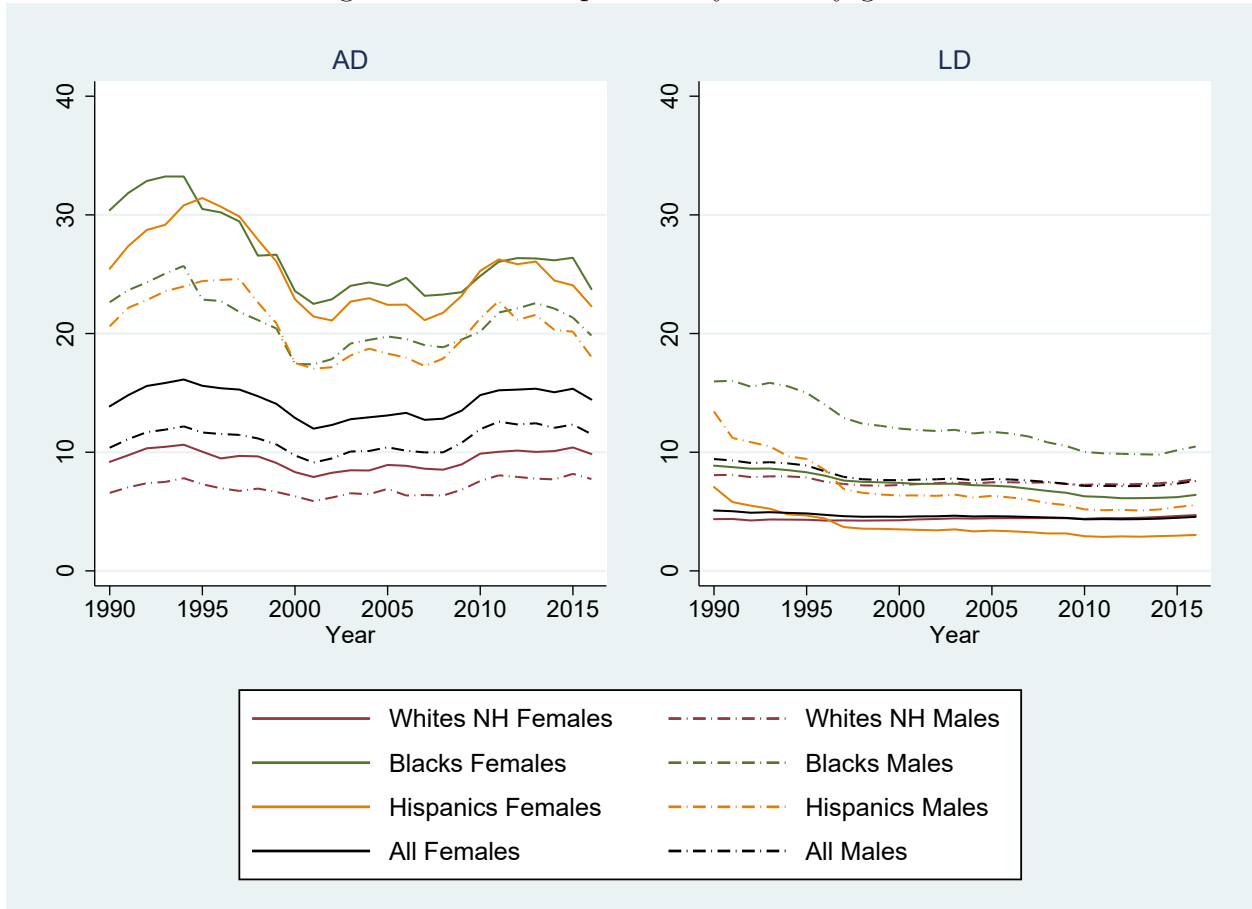 AD
LD
40
30
20
10
0
1990 1995 2000 2005 2010 2015
Year
40
30
20
10
0
1990 1995 2000 2005 2010 2015
Year
Whites NH Females Whites NH Males
Blacks Females Blacks Males
Hispanics Females Hispanics Males
All Females All Males